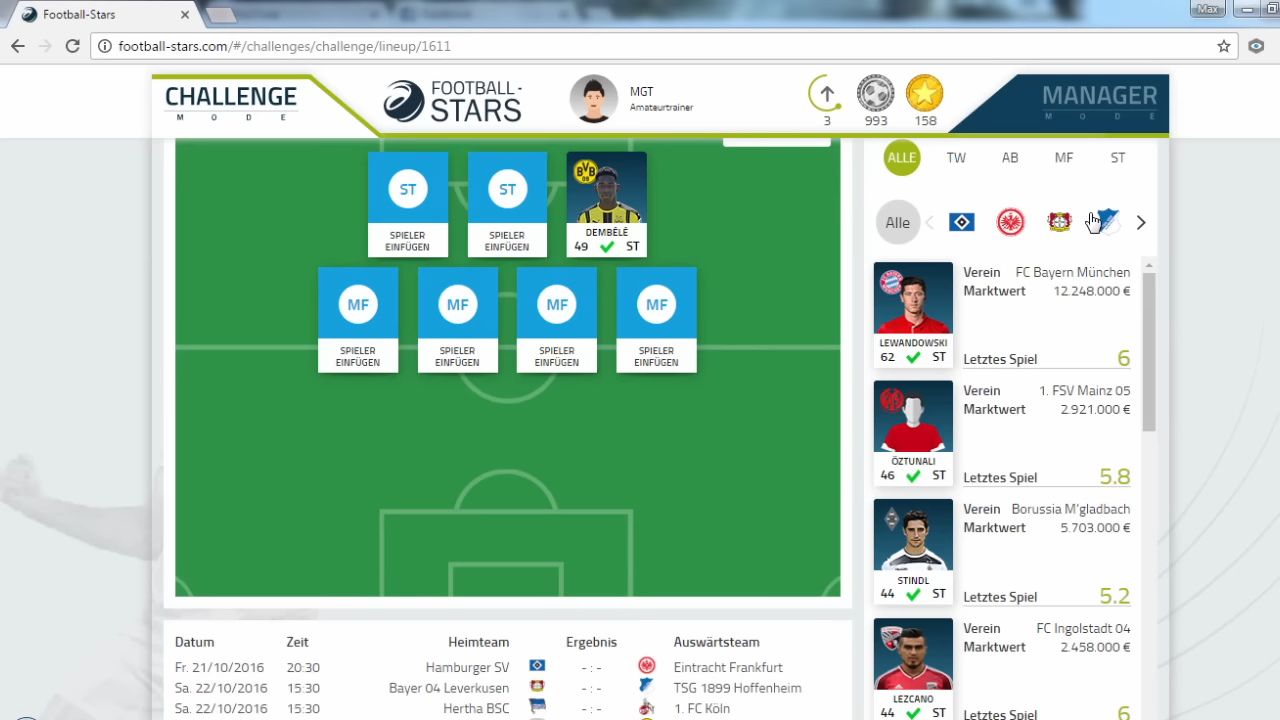 Football-Stars
Max
football-stars.com/#/challenges/challenge/lineup/1611
CHALLENGE
MODE
FOOTBALL-
STARS
MGT
Amateurtrainer
3
993
158
MANAGER
MODE
ST
SPIELER
EINFÜGEN
ST
SPIELER
EINFÜGEN
BVB
09
DEMBÉLÉ
49 ST
MF
SPIELER
EINFÜGEN
MF
SPIELER
EINFÜGEN
MF
SPIELER
EINFÜGEN
MF
SPIELER
EINFÜGEN
ALLE TW AB MF ST
Alle
LEWANDOWSKI
62 ST
Verein FC Bayern München
Marktwert 12.248.000 €
Letztes Spiel 6
ÖZTUNALI
46 ST
Verein 1. FSV Mainz 05
Marktwert 2.921.000 €
Letztes Spiel 5.8
STINDL
44 ST
Verein Borussia M'gladbach
Marktwert 5.703.000 €
Letztes Spiel 5.2
LEZCANO
44 ST
Verein FC Ingolstadt 04
Marktwert 2.458.000 €
Letztes Spiel 6
Datum Zeit Heimteam Ergebnis Auswärtsteam
Fr. 21/10/2016 20:30 Hamburger SV - : - Eintracht Frankfurt
Sa. 22/10/2016 15:30 Bayer 04 Leverkusen - : - TSG 1899 Hoffenheim
Sa. 22/10/2016 15:30 Hertha BSC - : - 1. FC Köln